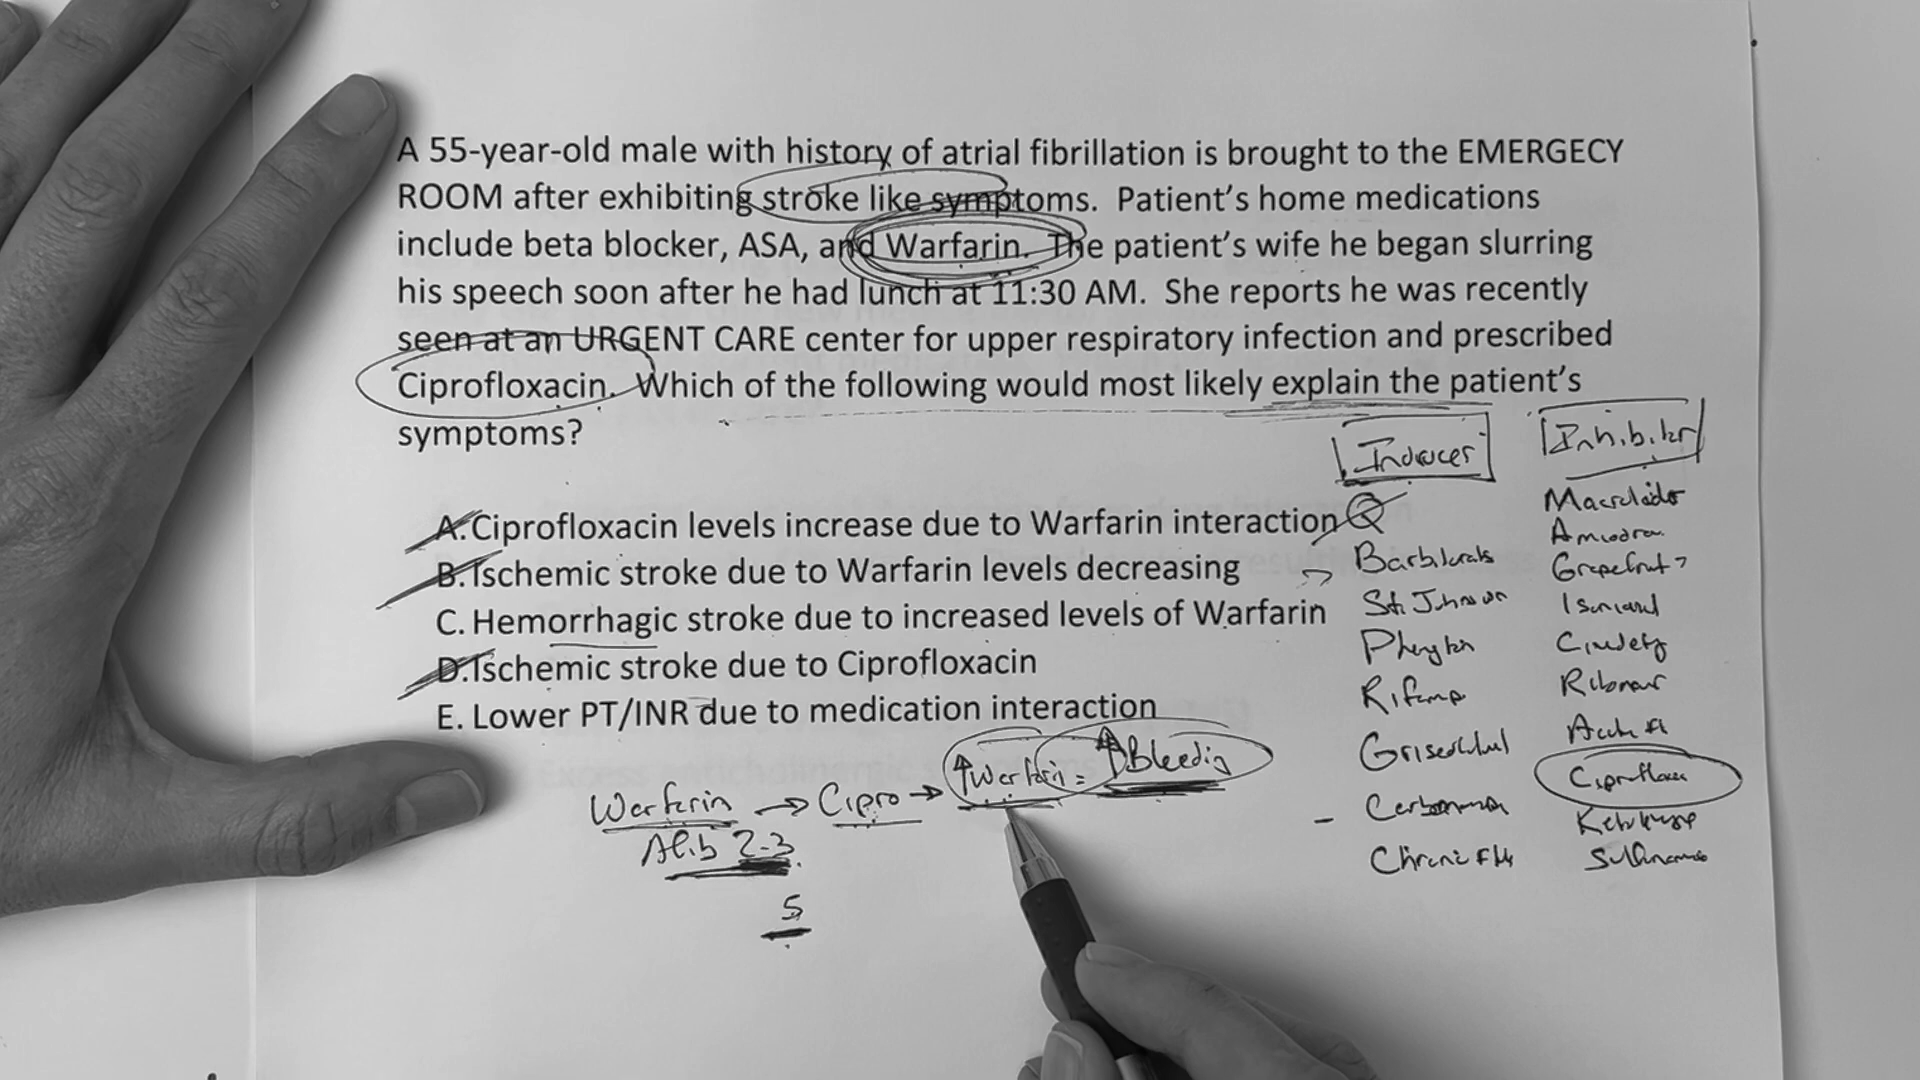 A 55-year-old male with history of atrial fibrillation is brought to the EMERGECY
ROOM after exhibiting stroke like symptoms. Patient's home medications
include beta blocker, ASA, and Warfarin. The patient's wife he began slurring
his speech soon after he had lunch at 11:30 AM. She reports he was recently
seen at an URGENT CARE center for upper respiratory infection and prescribed
Ciprofloxacin. Which of the following would most likely explain the patient's
symptoms?
A. Ciprofloxacin levels increase due to Warfarin interaction
B. Ischemic stroke due to Warfarin levels decreasing
C. Hemorrhagic stroke due to increased levels of Warfarin
D. Ischemic stroke due to Ciprofloxacin
E. Lower PT/INR due to medication interaction
Inducer
Q
St Johns
Rifamp
Chronic
Inhibitor
Grapefruit
Warfarin → Cipro → ↑Warfarin = ↑Bleeding
Afib 2-3
5